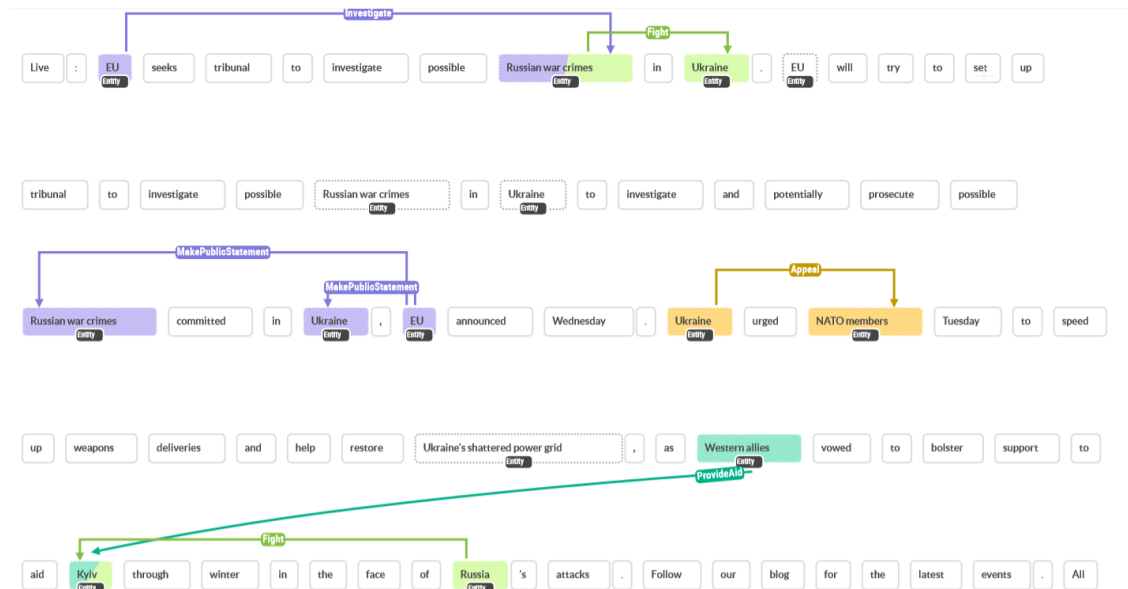 Investigate
Fight
Live : EU seeks tribunal to investigate possible Russian war crimes in Ukraine . EU will try to set up
Entity Entity Entity Entity
tribunal to investigate possible Russian war crimes in Ukraine to investigate and potentially prosecute possible
Entity Entity
MakePublicStatement
Appeal
MakePublicStatement
Russian war crimes committed in Ukraine , EU announced Wednesday . Ukraine urged NATO members Tuesday to speed
Entity Entity Entity Entity Entity
up weapons deliveries and help restore Ukraine's shattered power grid , as Western allies vowed to bolster support to
Entity Entity
ProvideAid
Fight
aid Kyiv through winter in the face of Russia 's attacks . Follow our blog for the latest events . All
Entity Entity